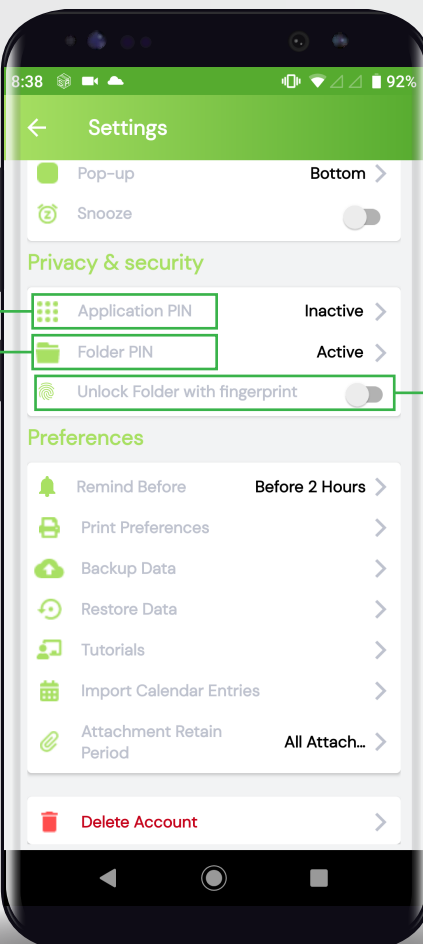 8:38 92%
Settings
Pop-up Bottom
Snooze
Privacy & security
Application PIN Inactive
Folder PIN Active
Unlock Folder with fingerprint
Preferences
Remind Before Before 2 Hours
Print Preferences
Backup Data
Restore Data
Tutorials
Import Calendar Entries
Attachment Retain
Period All Attach...
Delete Account